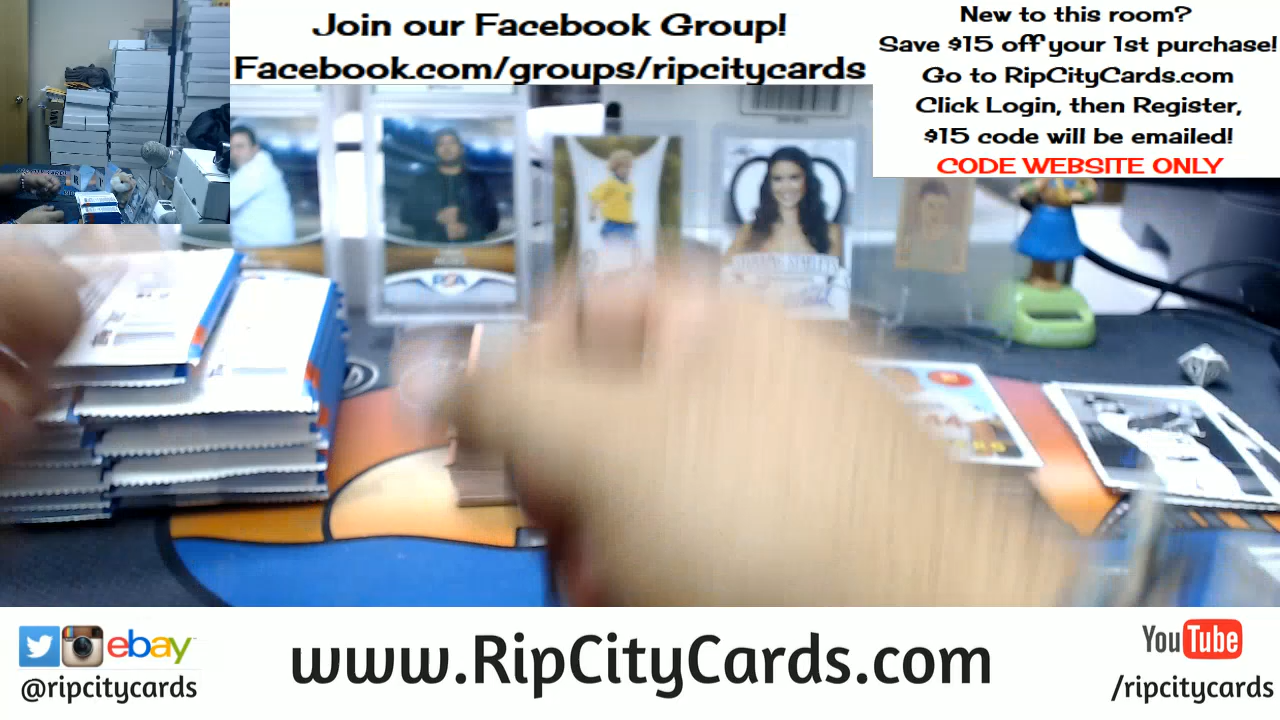 Join our Facebook Group!
Facebook.com/groups/ripcitycards
New to this room?
Save $15 off your 1st purchase!
Go to RipCityCards.com
Click Login, then Register,
$15 code will be emailed!
CODE WEBSITE ONLY
ebay
@ripcitycards
www.RipCityCards.com
YouTube
/ripcitycards